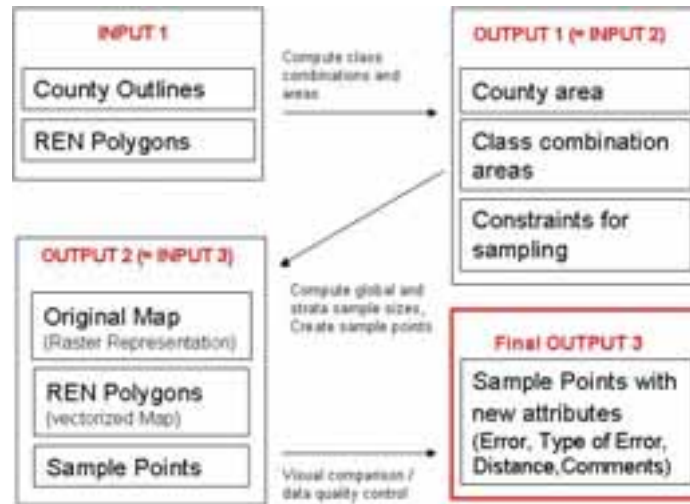 INPUT 1
County Outlines
REN Polygons
Compute class
combinations and
areas
OUTPUT 1 (= INPUT 2)
County area
Class combination
areas
Constraints for
sampling
OUTPUT 2 (= INPUT 3)
Original Map
(Raster Representation)
REN Polygons
(vectorized Map)
Sample Points
Compute global and
strata sample sizes,
Create sample points
Visual comparison /
data quality control
Final OUTPUT 3
Sample Points with
new attributes
(Error, Type of Error,
Distance,Comments)